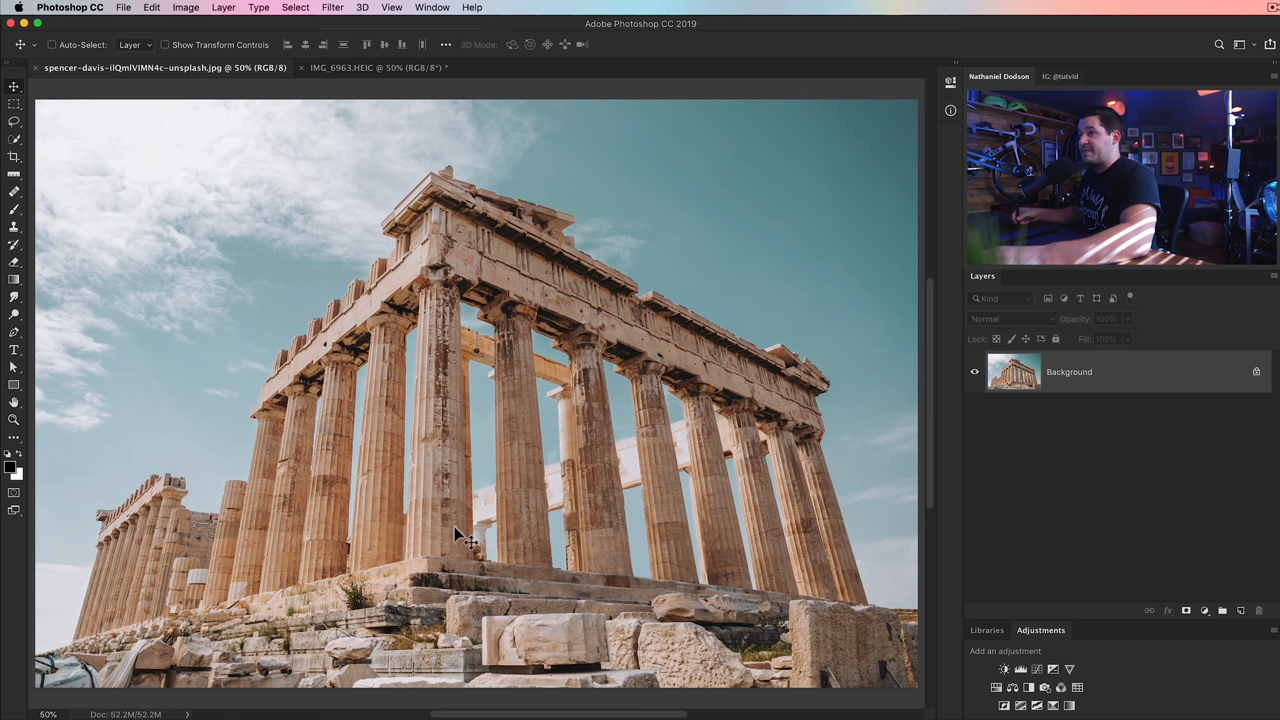 Photoshop CC File Edit Image Layer Type Select Filter 3D View Window Help
Adobe Photoshop CC 2019
Auto-Select: Layer Show Transform Controls 3D Mode:
× spencer-davis-ilQmlVIMN4c-unsplash.jpg @ 50% (RGB/8) × IMG_6963.HEIC @ 50% (RGB/8*) *
Nathaniel Dodson IG: @tutvid
Layers
Kind
Normal Opacity: 100%
Lock: Fill: 100%
Background
Libraries Adjustments
Add an adjustment
50% Doc: 52.2M/52.2M